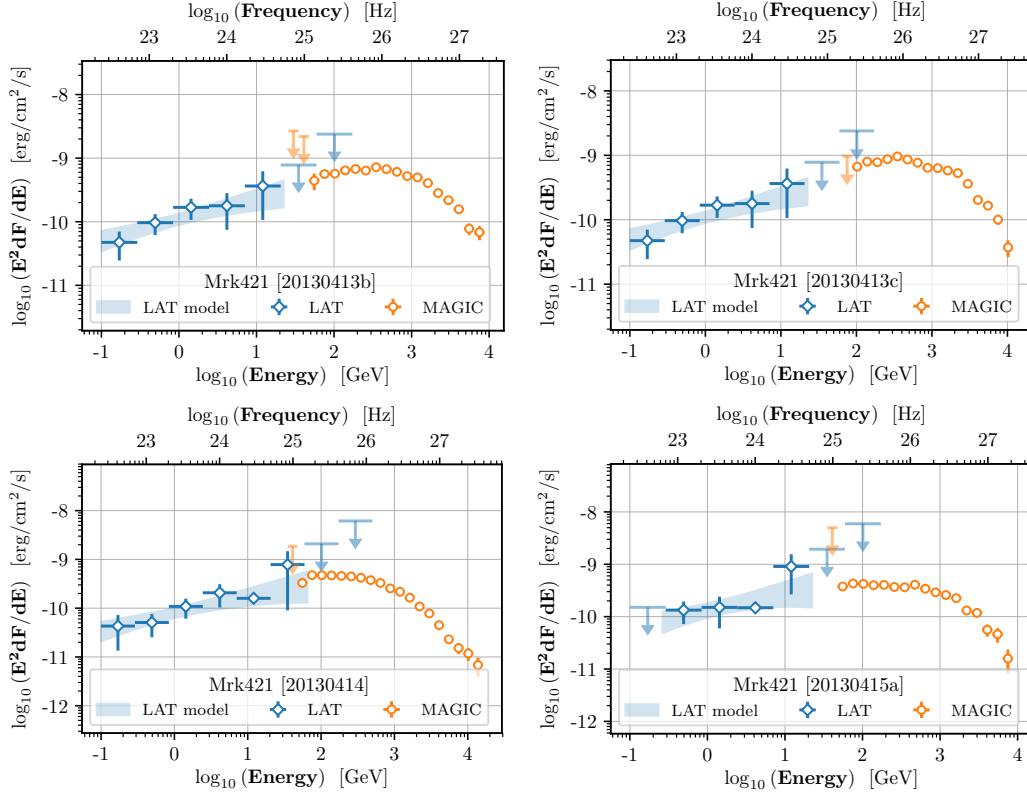 log10 (Frequency) [Hz]
23 24 25 26 27
log10 (E²dF/dE) [erg/cm²/s]
-8
-9
-10
-11
Mrk421 [20130413b]
LAT model LAT MAGIC
-1 0 1 2 3 4
log10 (Energy) [GeV]
log10 (Frequency) [Hz]
23 24 25 26 27
log10 (E²dF/dE) [erg/cm²/s]
-8
-9
-10
-11
Mrk421 [20130413c]
LAT model LAT MAGIC
-1 0 1 2 3 4
log10 (Energy) [GeV]
log10 (Frequency) [Hz]
23 24 25 26 27
log10 (E²dF/dE) [erg/cm²/s]
-8
-9
-10
-11
-12
Mrk421 [20130414]
LAT model LAT MAGIC
-1 0 1 2 3 4
log10 (Energy) [GeV]
log10 (Frequency) [Hz]
23 24 25 26 27
log10 (E²dF/dE) [erg/cm²/s]
-8
-9
-10
-11
-12
Mrk421 [20130415a]
LAT model LAT MAGIC
-1 0 1 2 3 4
log10 (Energy) [GeV]